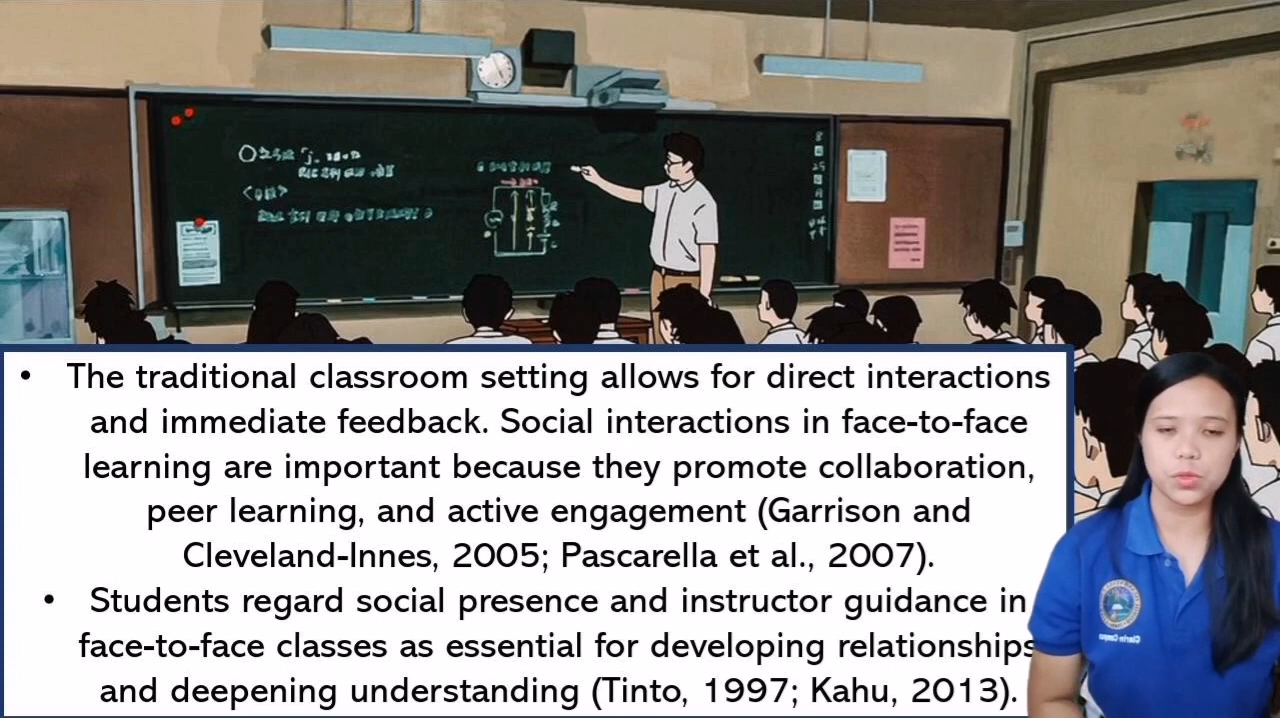 • The traditional classroom setting allows for direct interactions
and immediate feedback. Social interactions in face-to-face
learning are important because they promote collaboration,
peer learning, and active engagement (Garrison and
Cleveland-Innes, 2005; Pascarella et al., 2007).
• Students regard social presence and instructor guidance in
face-to-face classes as essential for developing relationships
and deepening understanding (Tinto, 1997; Kahu, 2013).
Clarin Campus